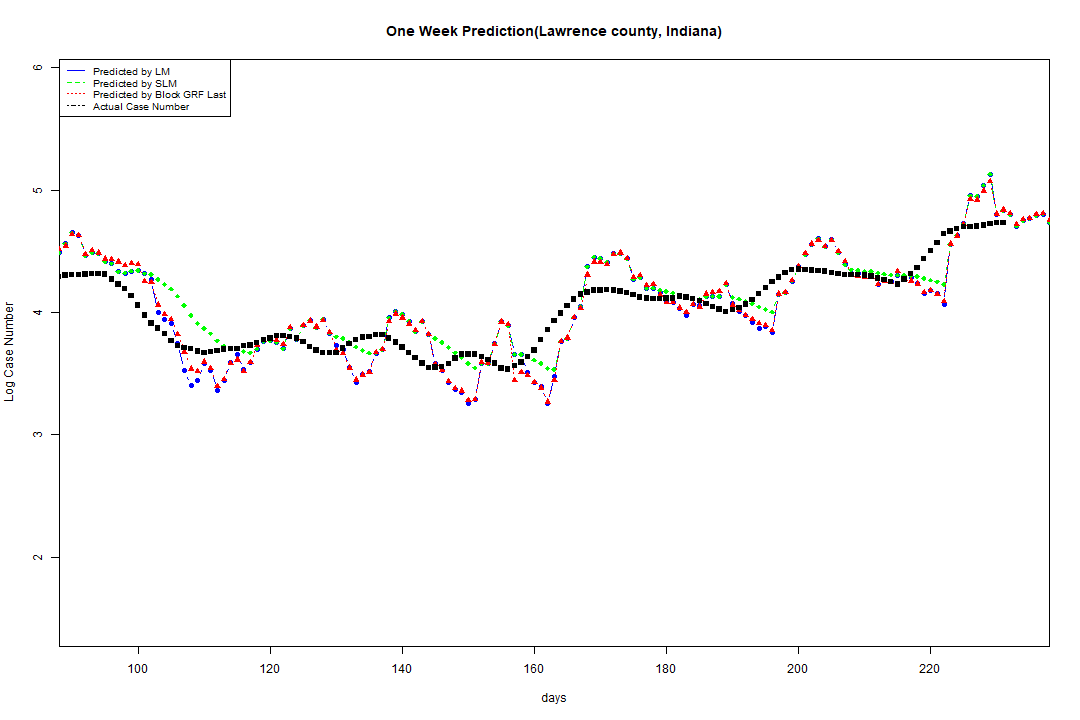 One Week Prediction(Lawrence county, Indiana)
Predicted by LM
Predicted by SLM
Predicted by Block GRF Last
Actual Case Number
6
5
4
3
2
Log Case Number
100 120 140 160 180 200 220
days